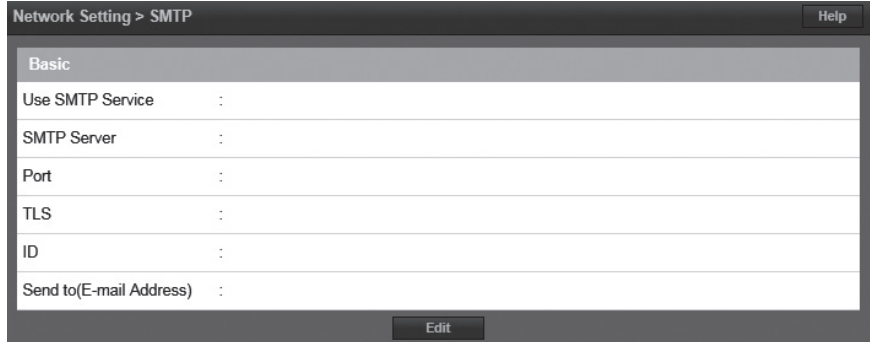 Network Setting > SMTP Help
Basic
Use SMTP Service :
SMTP Server :
Port :
TLS :
ID :
Send to(E-mail Address) :
Edit